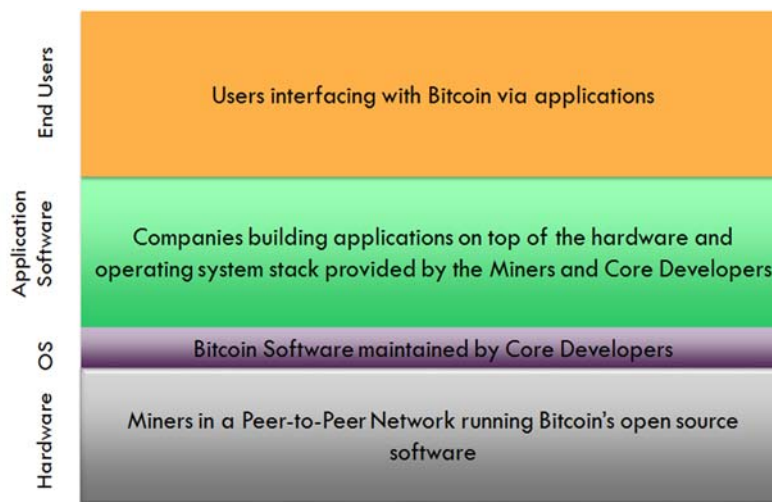 End Users
Users interfacing with Bitcoin via applications
Application
Software
Companies building applications on top of the hardware and
operating system stack provided by the Miners and Core Developers
OS
Bitcoin Software maintained by Core Developers
Hardware
Miners in a Peer-to-Peer Network running Bitcoin's open source
software